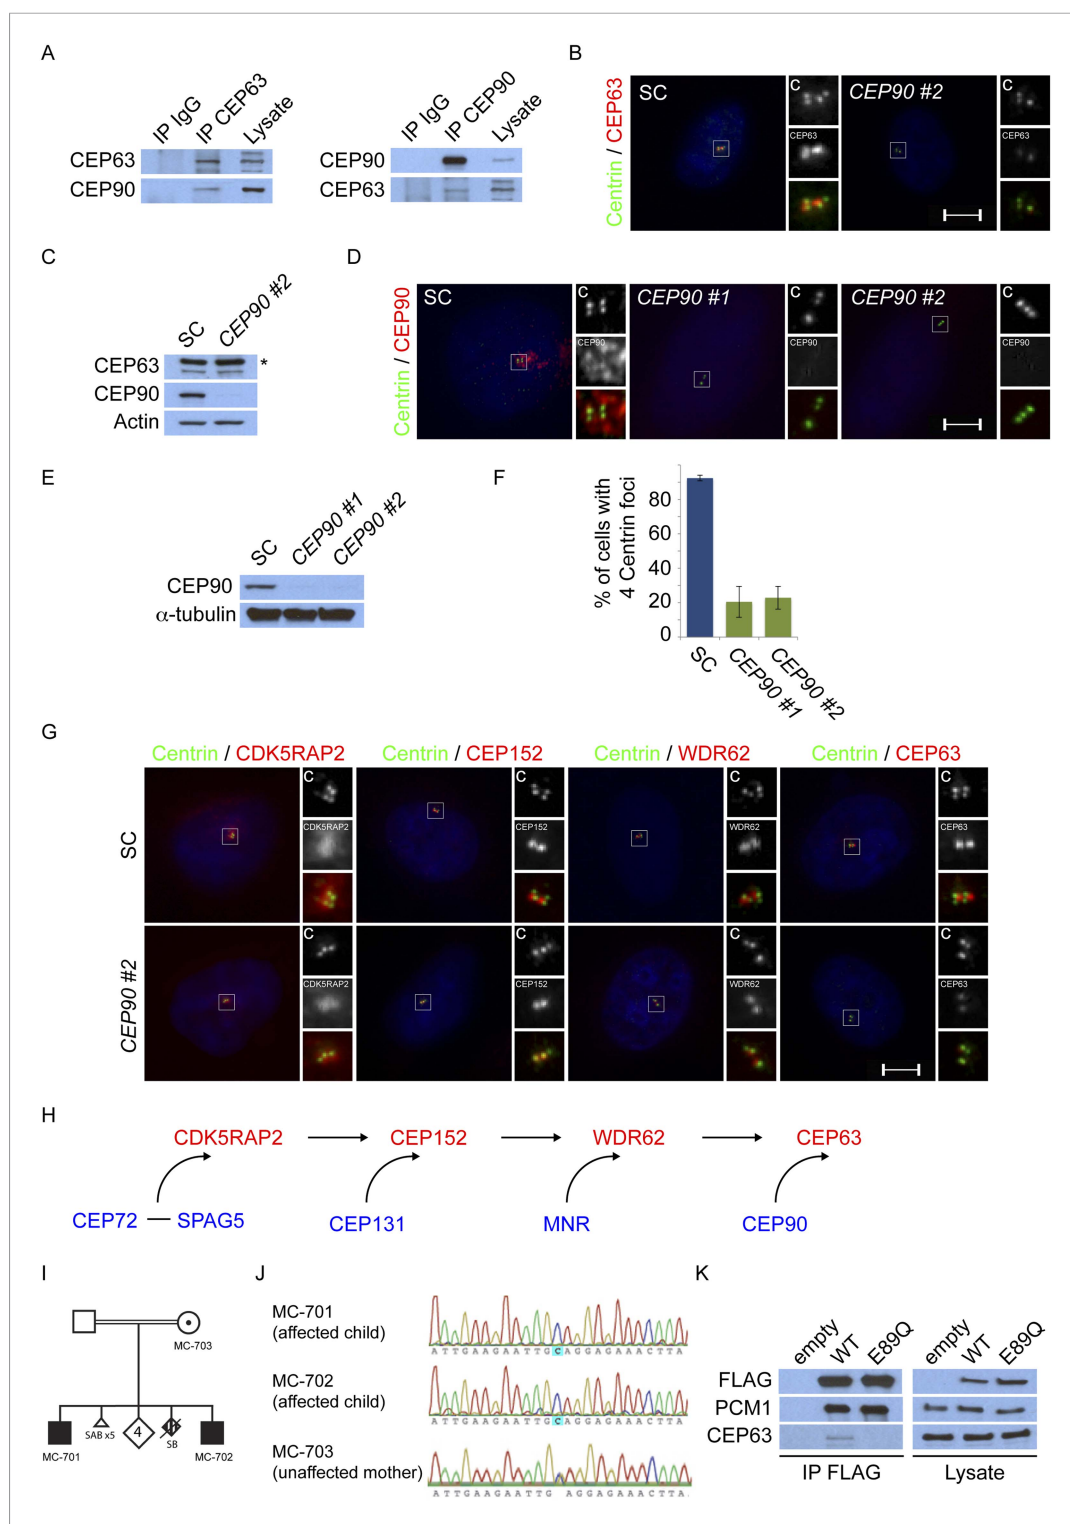 A
IP IgG
IP CEP63
Lysate
CEP63
CEP90
IP IgG
IP CEP90
Lysate
CEP90
CEP63
B
Centrin / CEP63
SC
C
CEP63
CEP90 #2
C
CEP63
C
SC
CEP90 #2
CEP63
*
CEP90
Actin
D
Centrin / CEP90
SC
C
CEP90
CEP90 #1
C
CEP90
CEP90 #2
C
CEP90
E
SC
CEP90 #1
CEP90 #2
CEP90
α-tubulin
F
% of cells with
4 Centrin foci
80
60
40
20
0
SC
CEP90 #1
CEP90 #2
G
Centrin / CDK5RAP2
Centrin / CEP152
Centrin / WDR62
Centrin / CEP63
SC
C
CDK5RAP2
C
CEP152
C
WDR62
C
CEP63
CEP90 #2
C
CDK5RAP2
C
CEP152
C
WDR62
C
CEP63
H
CDK5RAP2
CEP152
WDR62
CEP63
CEP72
SPAG5
CEP131
MNR
CEP90
I
MC-703
4
MC-701
SAB x5
SB
MC-702
J
MC-701
(affected child)
A T T G A A G A A T T G C A G G A G A A A C T T A
MC-702
(affected child)
A T T G A A G A A T T G C A G G A G A A A C T T A
MC-703
(unaffected mother)
A T T G A A G A A T T G A G G A G A A A C T T A
K
empty
WT
E89Q
empty
WT
E89Q
FLAG
PCM1
CEP63
IP FLAG
Lysate